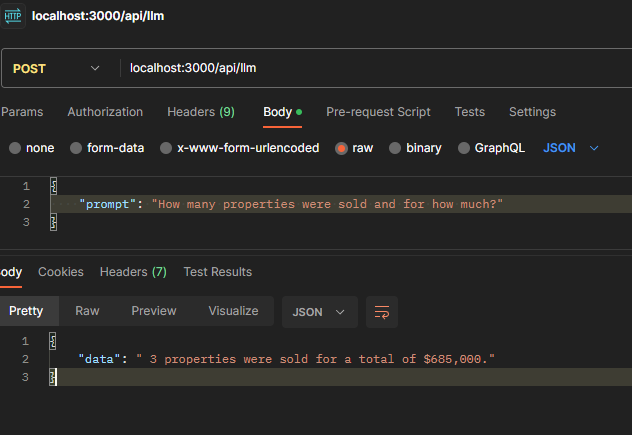 HTTP localhost:3000/api/llm
POST localhost:3000/api/llm
Params Authorization Headers (9) Body Pre-request Script Tests Settings
none form-data x-www-form-urlencoded raw binary GraphQL JSON
1 {
2 "prompt": "How many properties were sold and for how much?"
3 }
ody Cookies Headers (7) Test Results
Pretty Raw Preview Visualize JSON
1 {
2 "data": " 3 properties were sold for a total of $685,000."
3 }